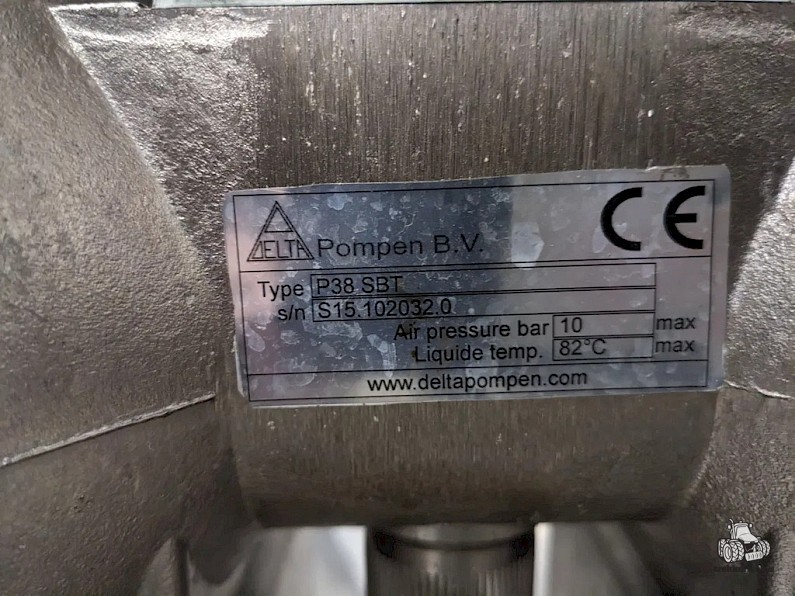 DELTA Pompen B.V. CE
Type P38 SBT
s/n S15.102032.0
Air pressure bar 10 max
Liquide temp. 82°C max
www.deltapompen.com